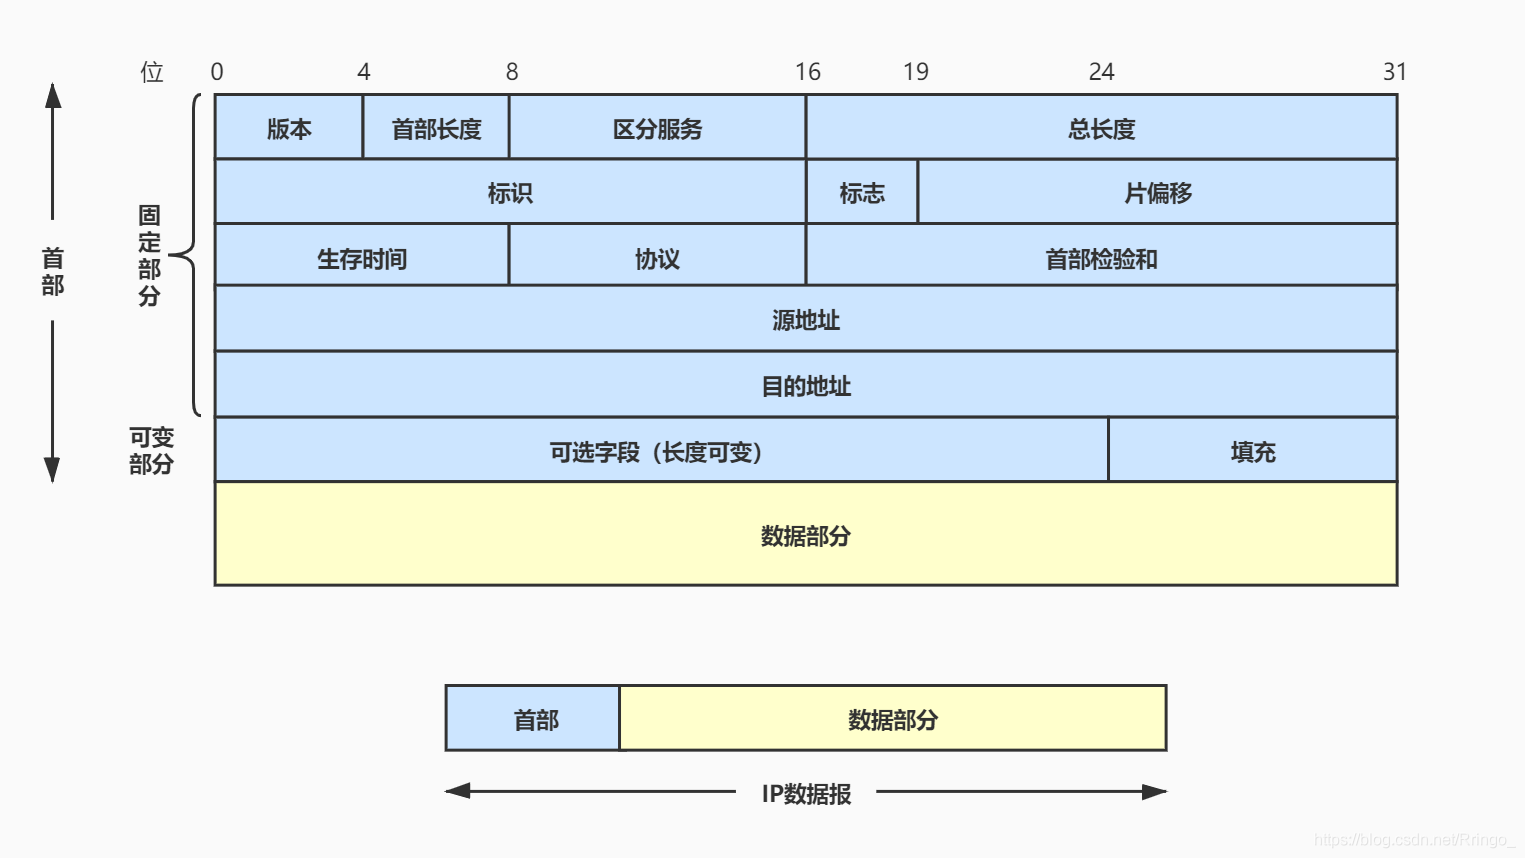 位 0 4 8 16 19 24 31
版本 首部长度 区分服务 总长度
标识 标志 片偏移
固定部分
生存时间 协议 首部检验和
首部
源地址
目的地址
可变部分
可选字段（长度可变） 填充
数据部分
首部 数据部分
IP数据报
https://blog.csdn.net/Rringo_